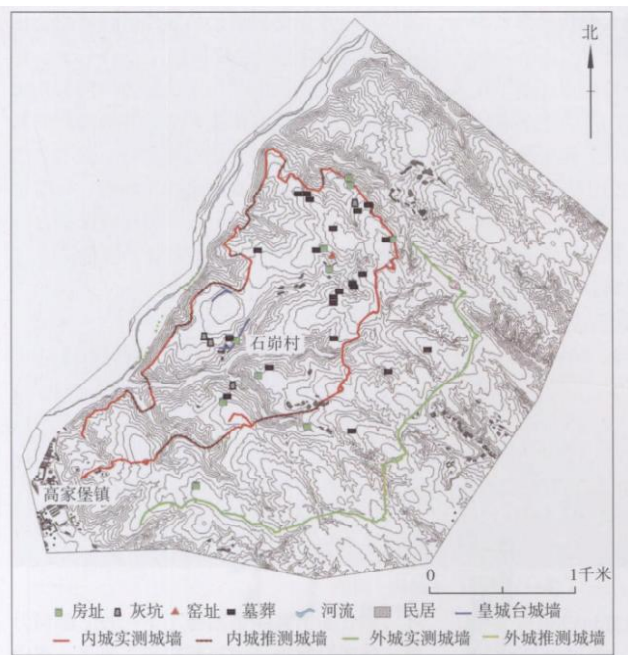 北
石峁村
高家堡镇
0 1千米
房址 灰坑 窑址 墓葬 河流 民居 皇城台城墙
内城实测城墙 内城推测城墙 外城实测城墙 外城推测城墙